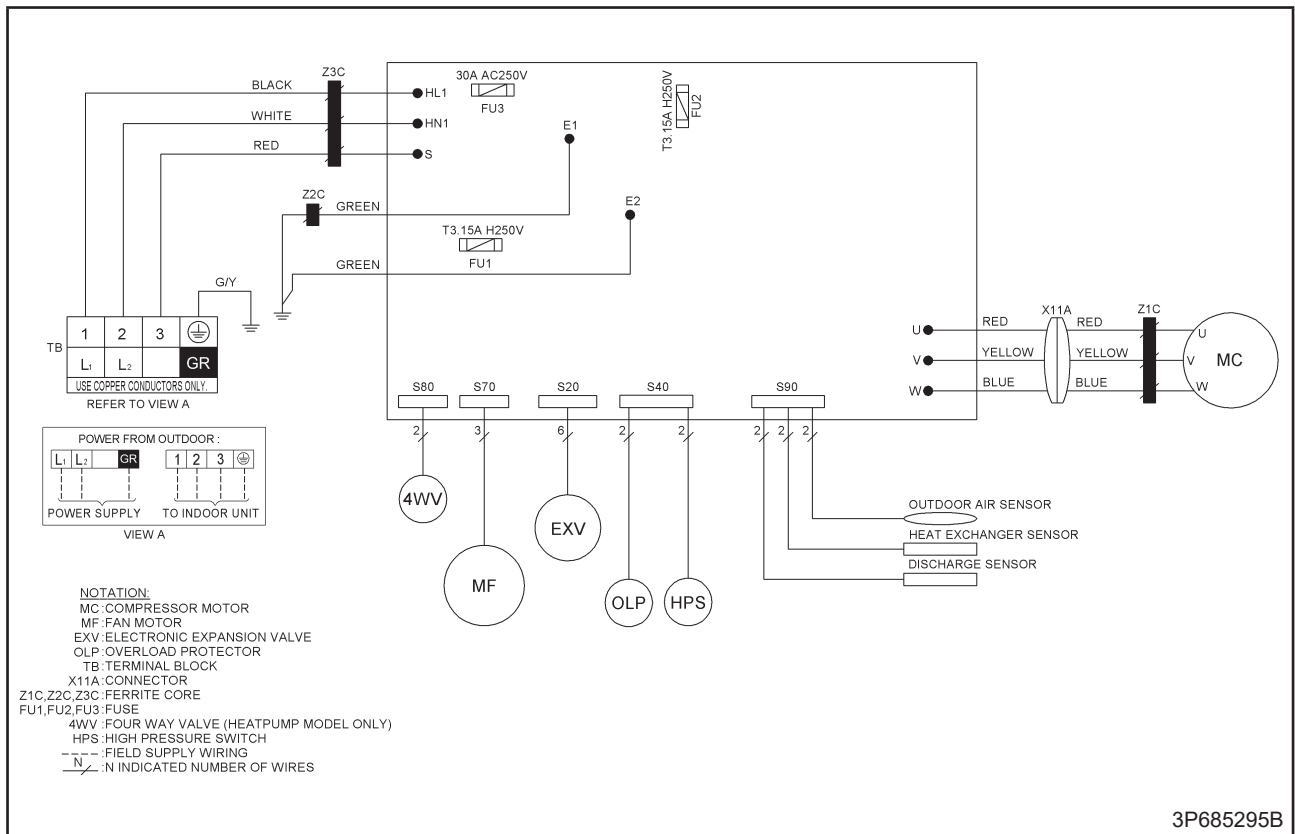 Z3C
BLACK
WHITE
RED
HL1
HN1
S
30A AC250V
FU3
T3.15A H250V
FU2
E1
E2
Z2C
GREEN
T3.15A H250V
FU1
GREEN
G/Y
TB
1 2 3
L1 L2 GR
USE COPPER CONDUCTORS ONLY.
REFER TO VIEW A
POWER FROM OUTDOOR :
L1 L2 GR 1 2 3
POWER SUPPLY TO INDOOR UNIT
VIEW A
X11A Z1C
U RED RED U
V YELLOW YELLOW V
W BLUE BLUE W
MC
S80 S70 S20 S40 S90
2 3 6 2 2 2 2 2
4WV
MF
EXV
OLP
HPS
OUTDOOR AIR SENSOR
HEAT EXCHANGER SENSOR
DISCHARGE SENSOR
NOTATION:
MC :COMPRESSOR MOTOR
MF :FAN MOTOR
EXV :ELECTRONIC EXPANSION VALVE
OLP :OVERLOAD PROTECTOR
TB :TERMINAL BLOCK
X11A :CONNECTOR
Z1C,Z2C,Z3C :FERRITE CORE
FU1,FU2,FU3 :FUSE
4WV :FOUR WAY VALVE (HEATPUMP MODEL ONLY)
HPS :HIGH PRESSURE SWITCH
:FIELD SUPPLY WIRING
N :N INDICATED NUMBER OF WIRES
3P685295B